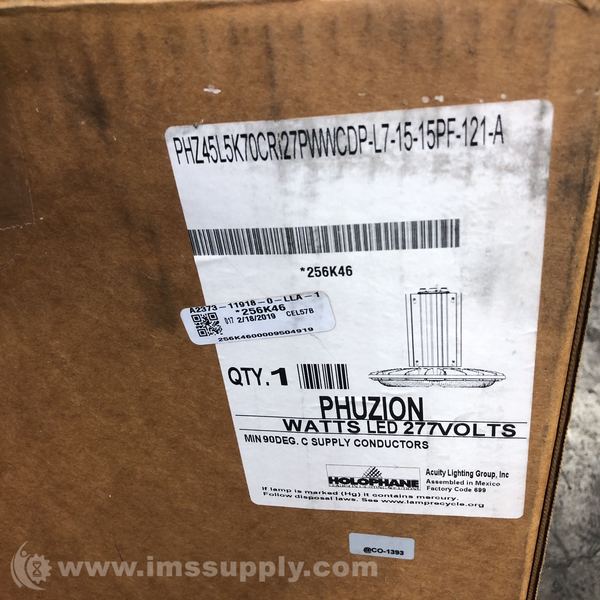 PHZ45L5K70CRI27PWWCDP-L7-15-15PF-121-A
*256K46
A2373-11918-0-LLA-1
*256K46
017 2/18/2019 CEL57B
256K4600009504919
QTY. 1
PHUZION
WATTS LED 277VOLTS
MIN 90DEG. C SUPPLY CONDUCTORS
HOLOPHANE
Acuity Lighting Group, Inc
Assembled in Mexico
Factory Code 699
If lamp is marked (Hg) it contains mercury.
Follow disposal laws. See www.lamprecycle.org
@CO-1393
www.imssupply.com